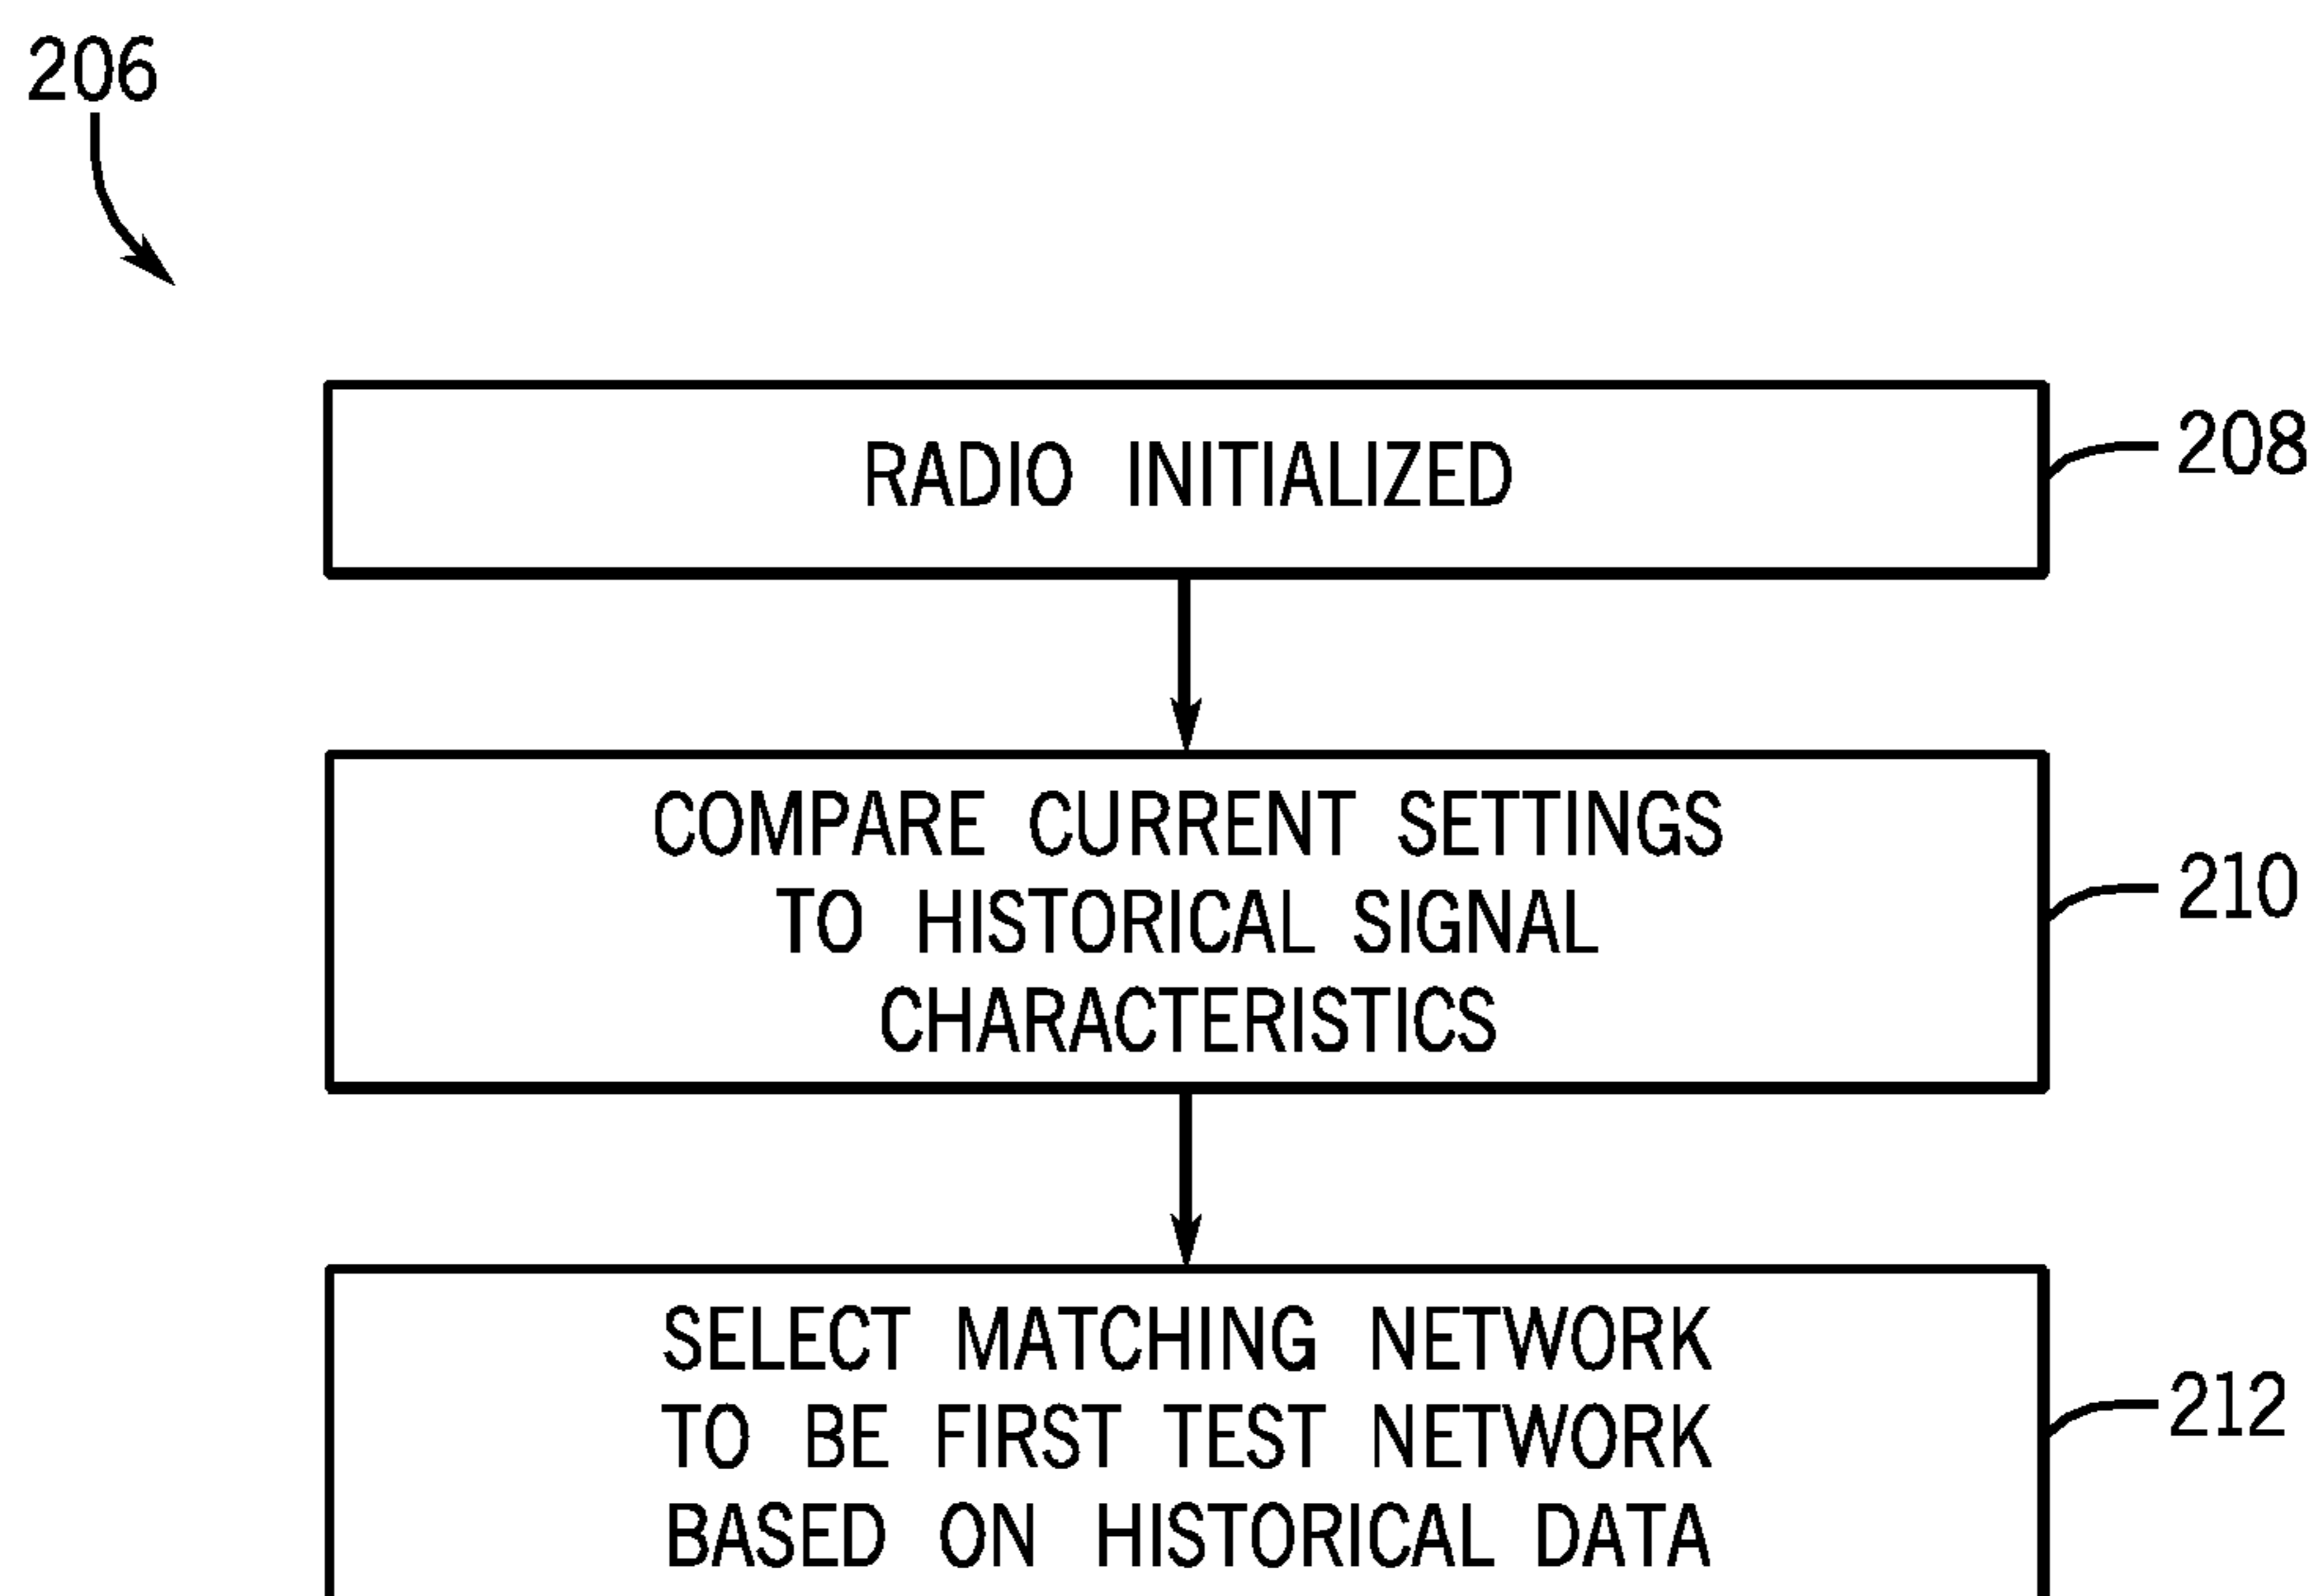 206
RADIO INITIALIZED
208
COMPARE CURRENT SETTINGS
TO HISTORICAL SIGNAL
CHARACTERISTICS
210
SELECT MATCHING NETWORK
TO BE FIRST TEST NETWORK
BASED ON HISTORICAL DATA
212